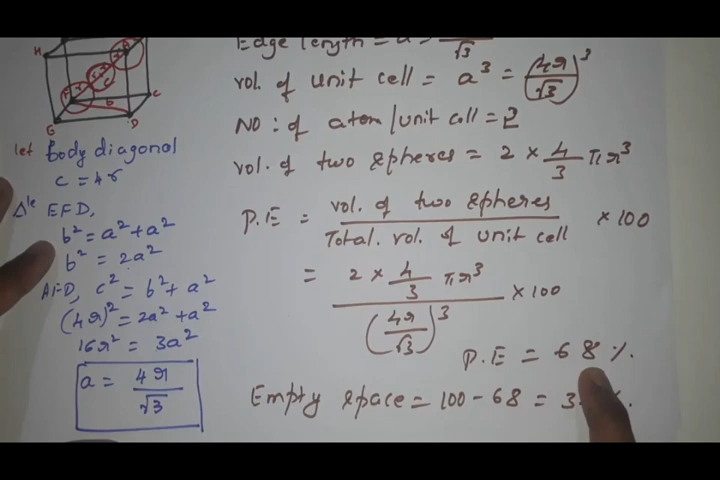 H
C
G
D
let body diagonal
c = 4r
Δle EFD,
b² = a² + a²
b² = 2a²
AFD, c² = b² + a²
(4r)² = 2a² + a²
16r² = 3a²
a = 4r/√3
Edge length = a =
√3
vol. of unit cell = a³ = (4r/√3)³
NO: of atom/unit cell = 2
vol. of two spheres = 2 × 4/3 πr³
P.E = vol. of two spheres / Total. vol. of unit cell × 100
= 2 × 4/3 πr³ / (4r/√3)³ × 100
P.E = 68 %.
Empty space = 100 - 68 =